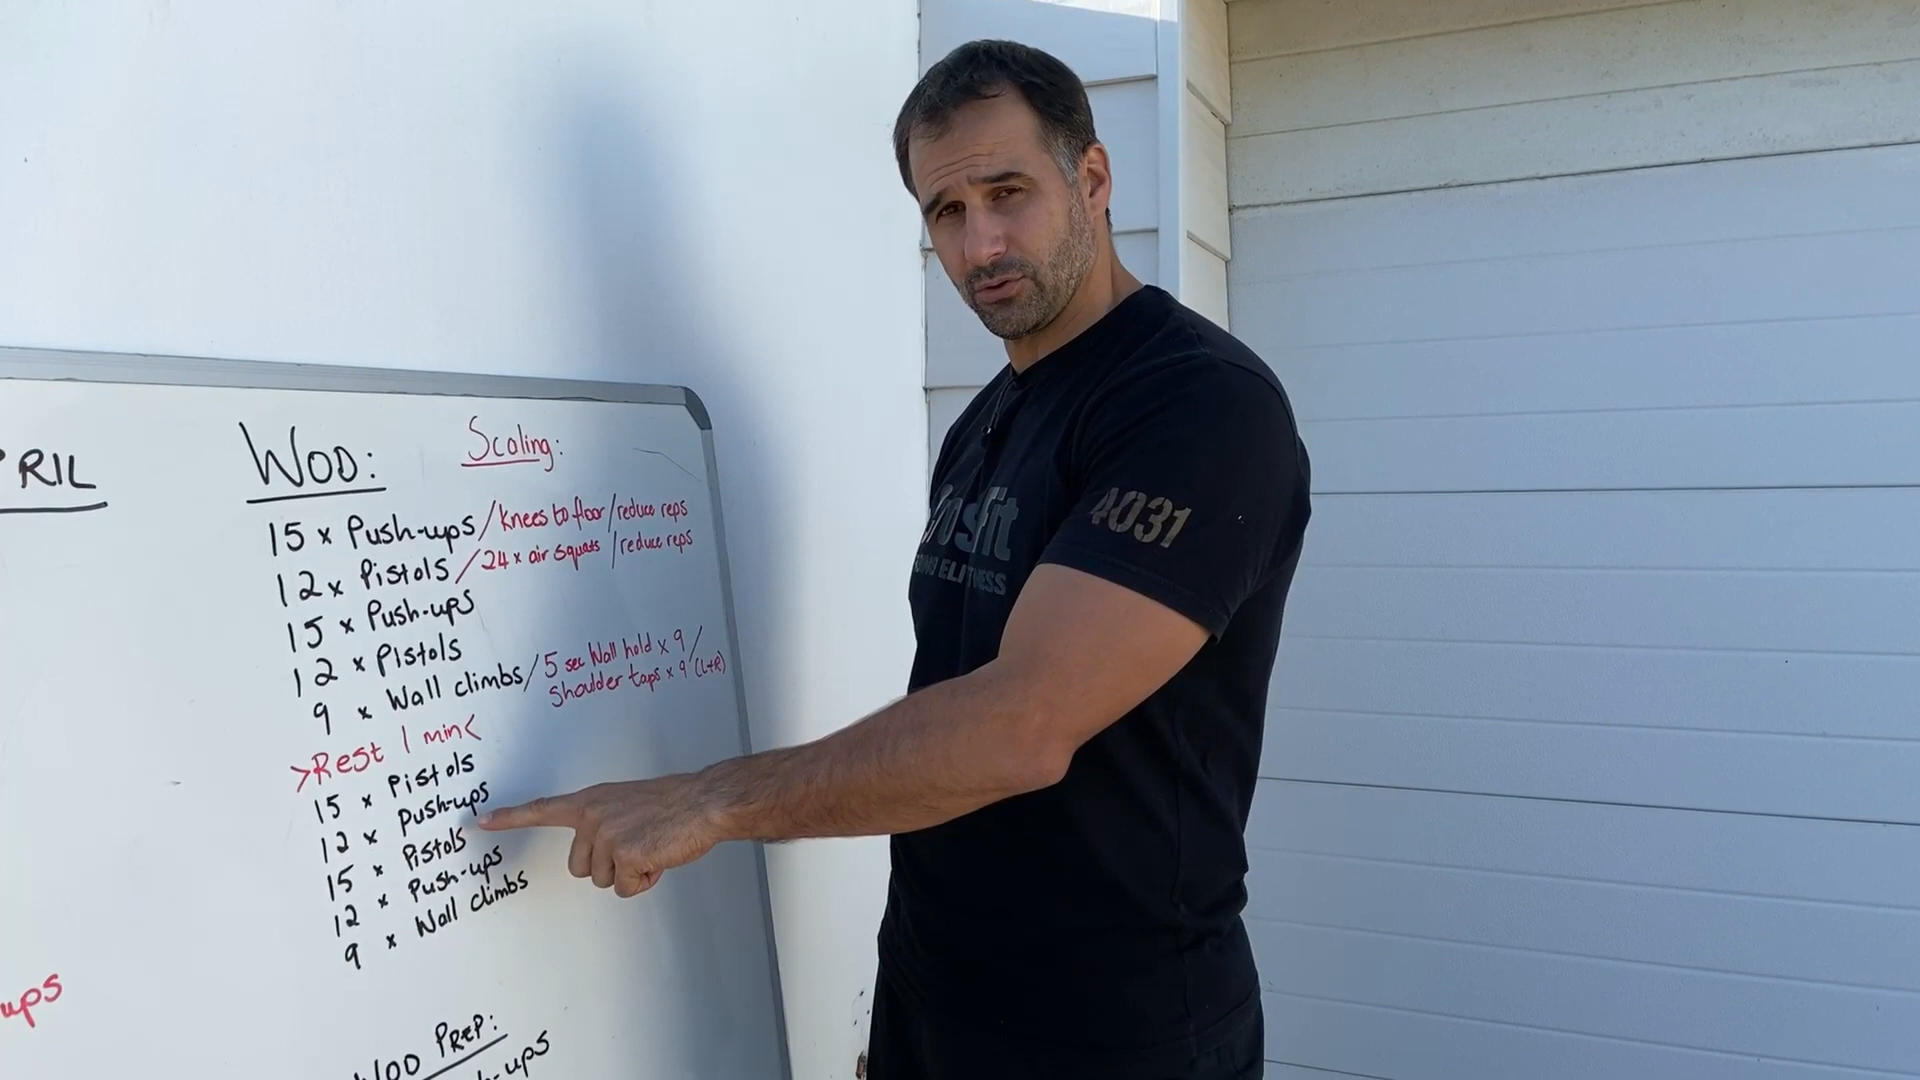 PRIL
WOD:
Scaling:
15 x Push-ups / Knees to floor / reduce reps
12 x Pistols / 24 x air squats / reduce reps
15 x Push-ups
12 x Pistols
9 x Wall climbs / 5 sec Wall hold x 9 /
Shoulder taps x 9 (L+R)
>Rest 1 min<
15 x Pistols
12 x Push-ups
15 x Pistols
12 x Push-ups
9 x Wall climbs
ups
WOD PREP:
-ups
4031